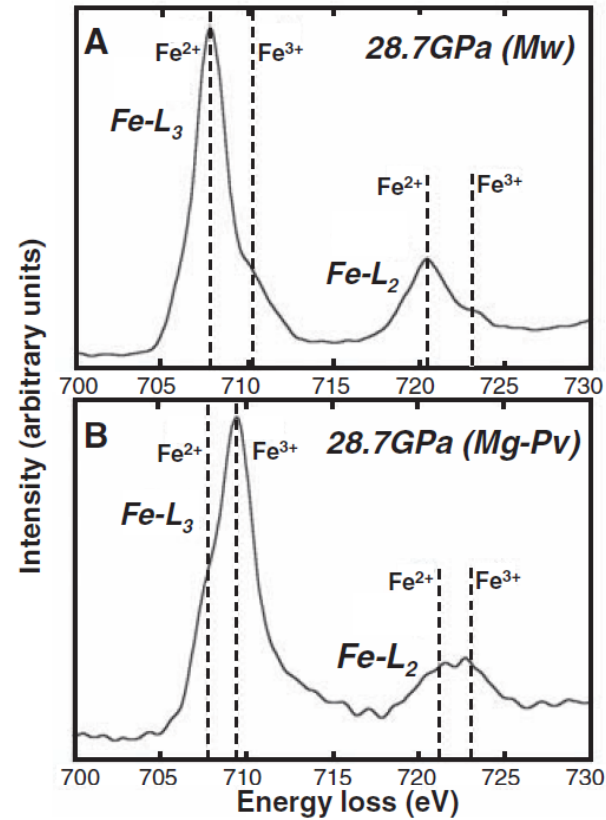 A
28.7GPa (Mw)
Fe²⁺
Fe³⁺
Fe-L₃
Fe²⁺
Fe³⁺
Fe-L₂
700 705 710 715 720 725 730
B
28.7GPa (Mg-Pv)
Fe²⁺
Fe³⁺
Fe-L₃
Fe²⁺
Fe³⁺
Fe-L₂
700 705 710 715 720 725 730
Energy loss (eV)
Intensity (arbitrary units)